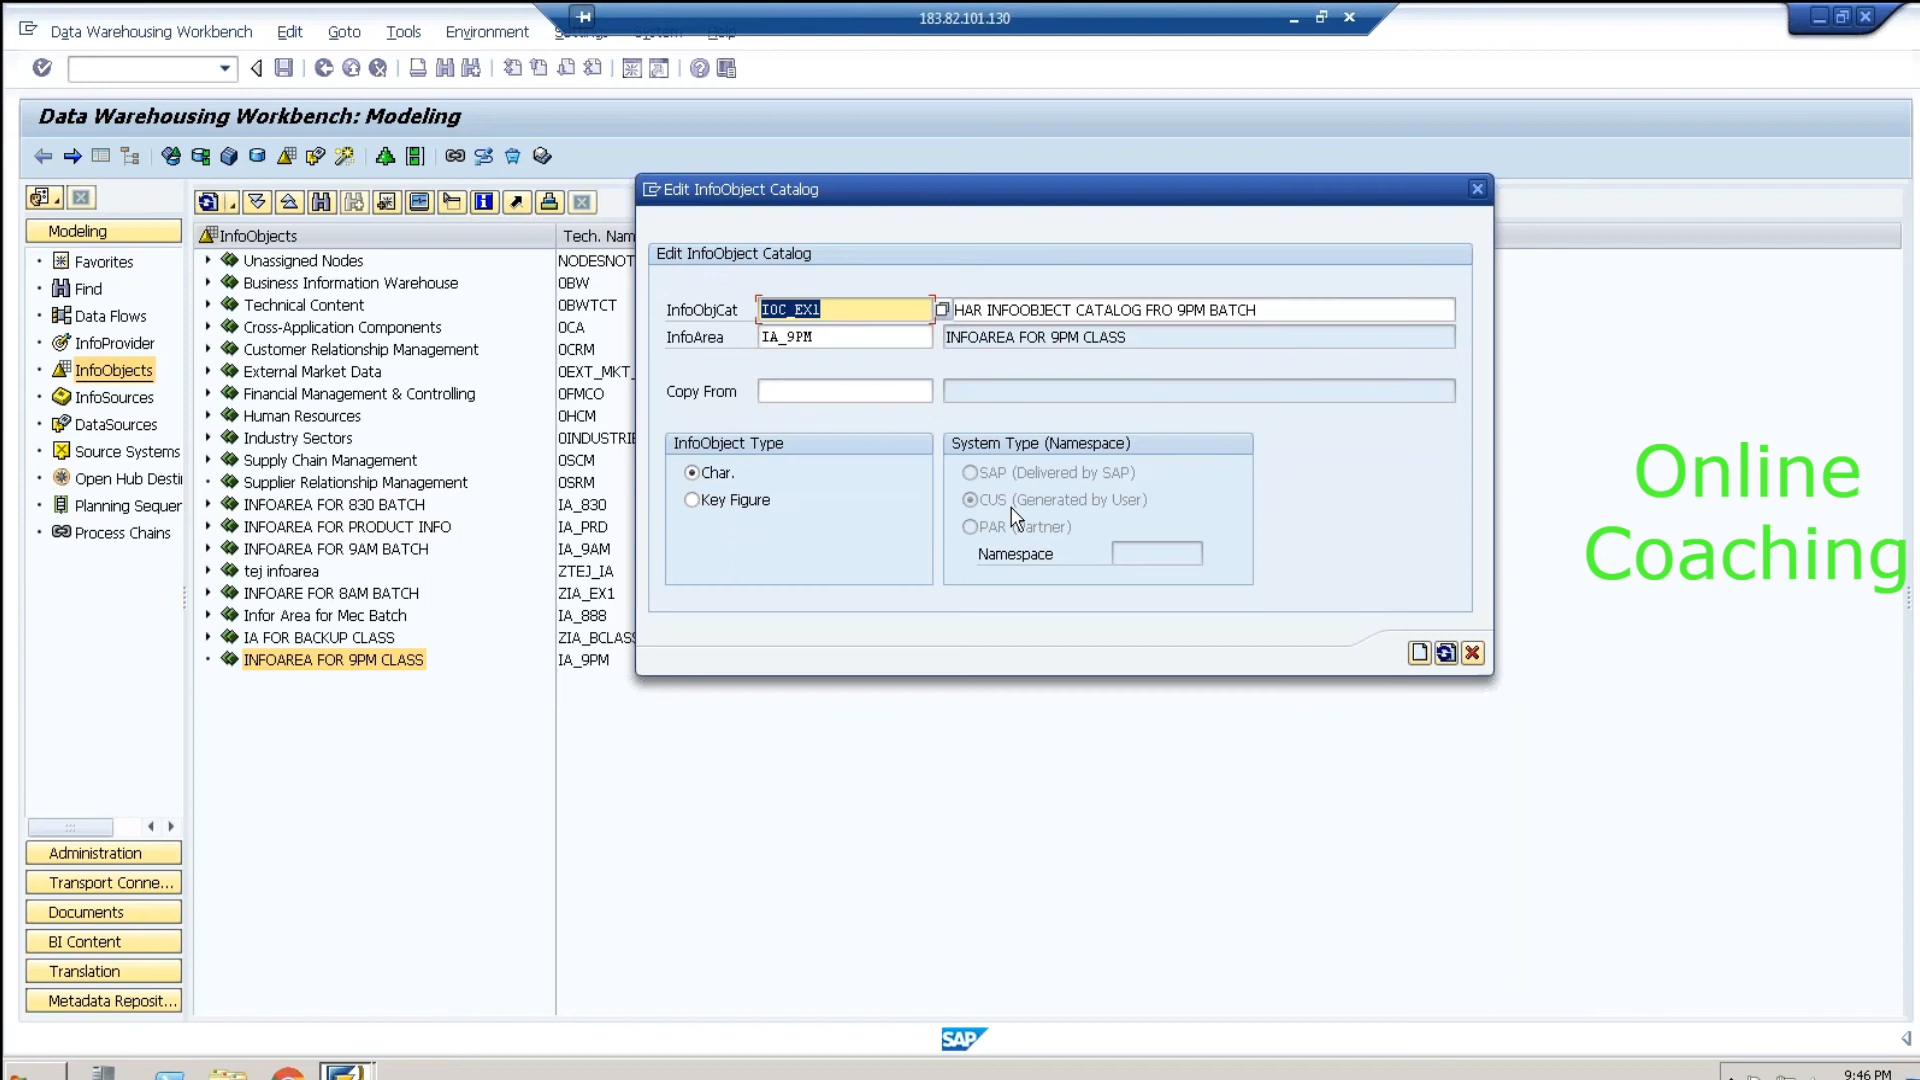 183.82.101.130
Data Warehousing Workbench Edit Goto Tools Environment Settings System Help
Data Warehousing Workbench: Modeling
Modeling
Favorites
Find
Data Flows
InfoProvider
InfoObjects
InfoSources
DataSources
Source Systems
Open Hub Desti
Planning Sequer
Process Chains
Administration
Transport Conne...
Documents
BI Content
Translation
Metadata Reposit...
InfoObjects Tech. Nam
Unassigned Nodes NODESNOT
Business Information Warehouse 0BW
Technical Content 0BWTCT
Cross-Application Components 0CA
Customer Relationship Management 0CRM
External Market Data 0EXT_MKT_
Financial Management & Controlling 0FMCO
Human Resources 0HCM
Industry Sectors 0INDUSTRIE
Supply Chain Management 0SCM
Supplier Relationship Management 0SRM
INFOAREA FOR 830 BATCH IA_830
INFOAREA FOR PRODUCT INFO IA_PRD
INFOAREA FOR 9AM BATCH IA_9AM
tej infoarea ZTEJ_IA
INFOARE FOR 8AM BATCH ZIA_EX1
Infor Area for Mec Batch IA_888
IA FOR BACKUP CLASS ZIA_BCLASS
INFOAREA FOR 9PM CLASS IA_9PM
Edit InfoObject Catalog
Edit InfoObject Catalog
InfoObjCat IOC_EX1 HAR INFOOBJECT CATALOG FRO 9PM BATCH
InfoArea IA_9PM INFOAREA FOR 9PM CLASS
Copy From
InfoObject Type
Char.
Key Figure
System Type (Namespace)
SAP (Delivered by SAP)
CUS (Generated by User)
PAR (Partner)
Namespace
Online
Coaching
SAP
9:46 PM